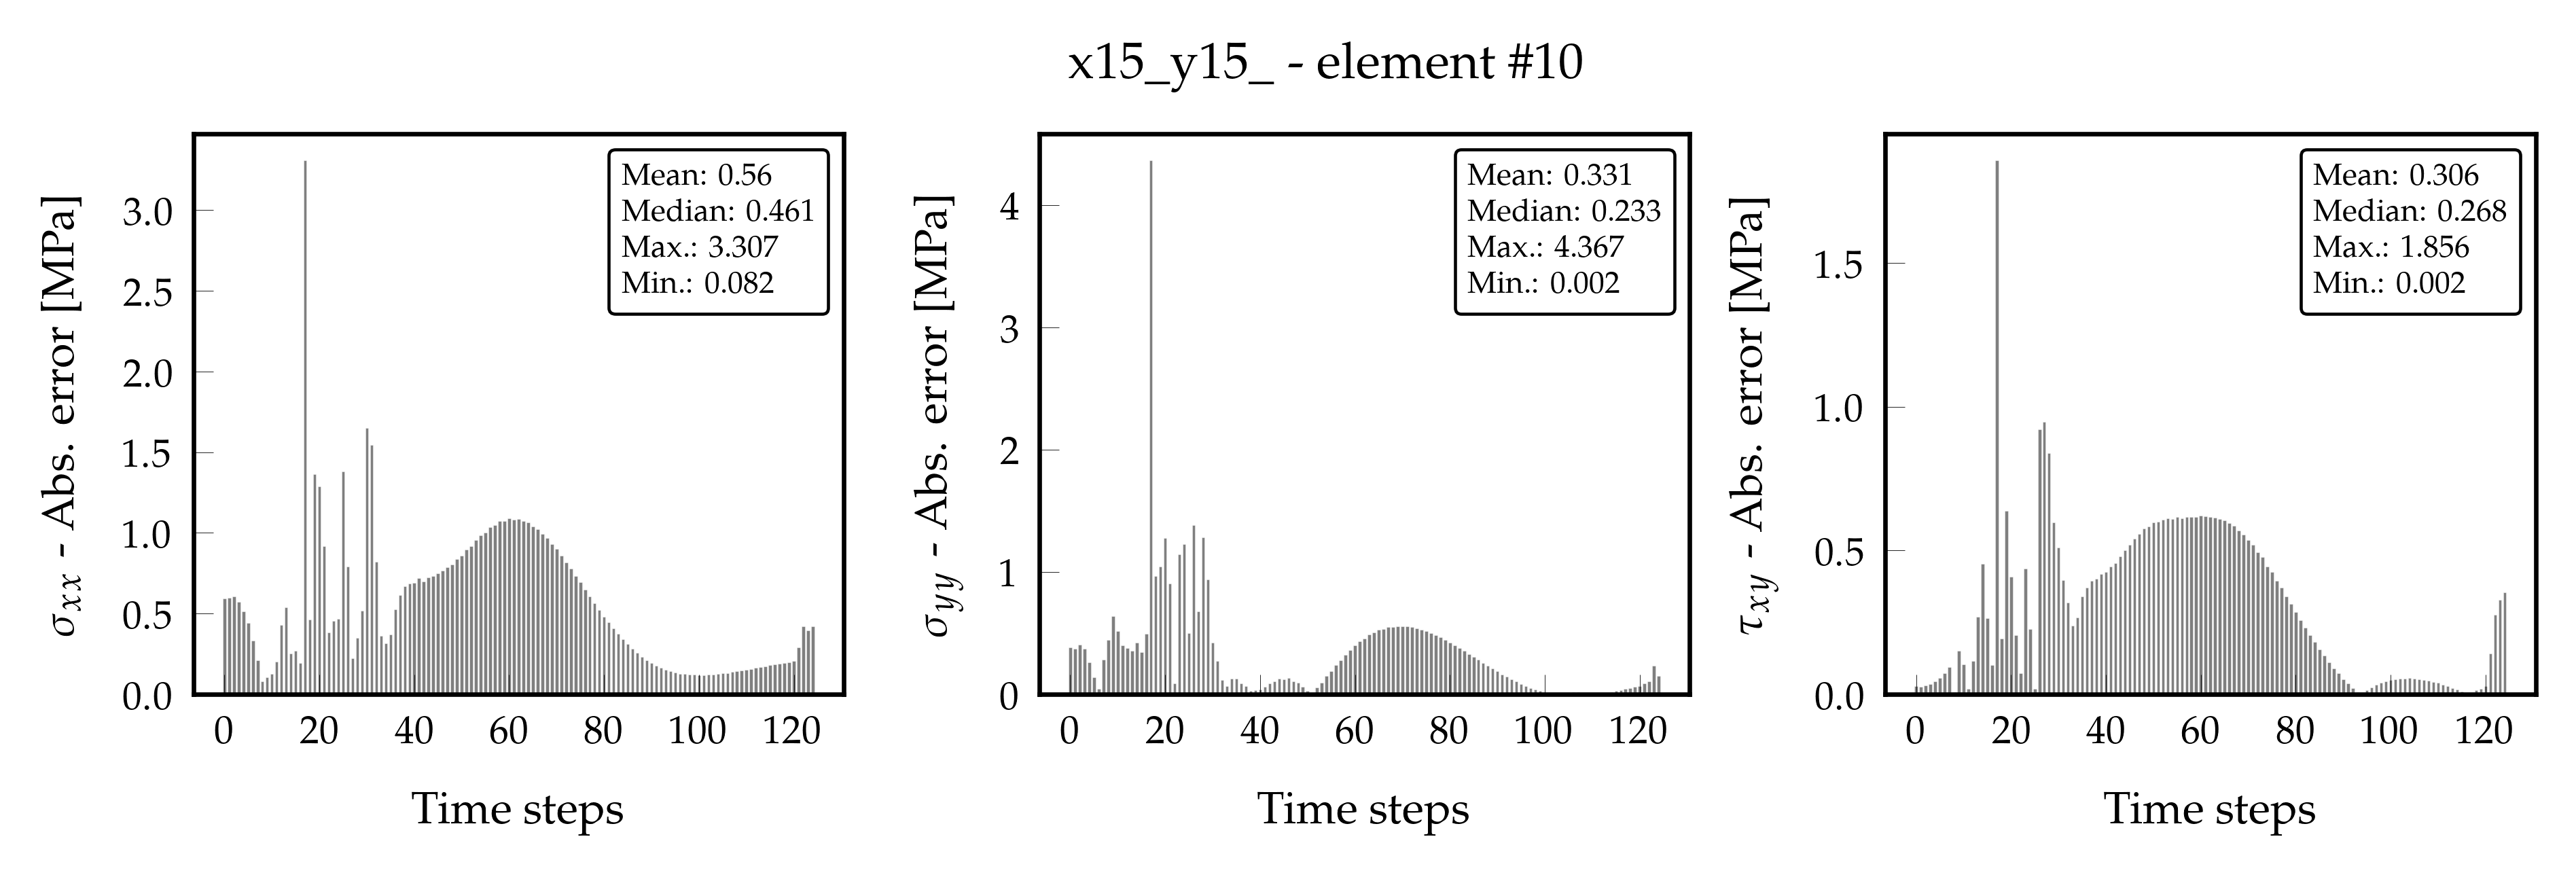 x15_y15_ - element #10
σxx - Abs. error [MPa]
3.0
2.5
2.0
1.5
1.0
0.5
0.0
Mean: 0.56
Median: 0.461
Max.: 3.307
Min.: 0.082
0 20 40 60 80 100 120
Time steps
σyy - Abs. error [MPa]
4
3
2
1
0
Mean: 0.331
Median: 0.233
Max.: 4.367
Min.: 0.002
0 20 40 60 80 100 120
Time steps
τxy - Abs. error [MPa]
1.5
1.0
0.5
0.0
Mean: 0.306
Median: 0.268
Max.: 1.856
Min.: 0.002
0 20 40 60 80 100 120
Time steps